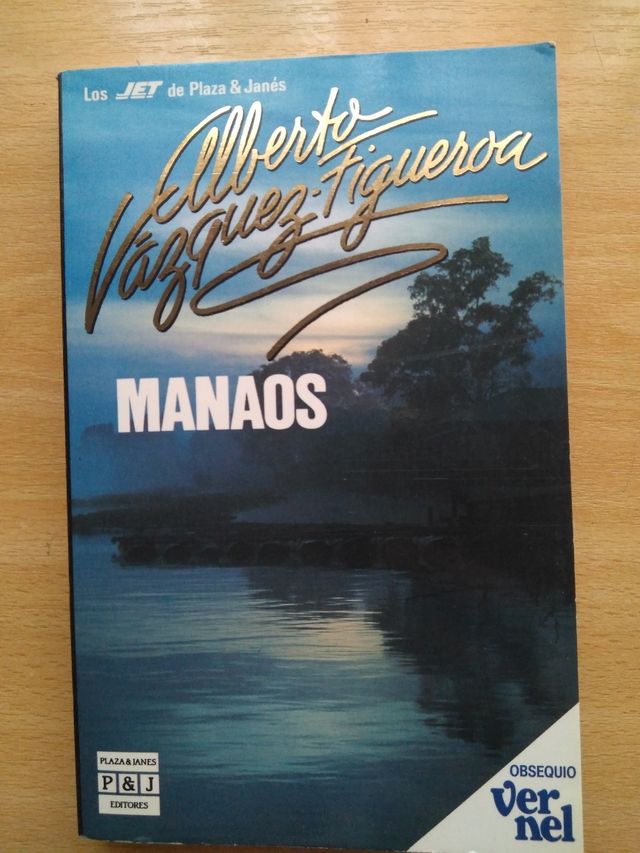 Los JET de Plaza & Janés
Alberto
Vázquez-Figueroa
MANAOS
PLAZA & JANES
P & J
EDITORES
OBSEQUIO
Ver
nel